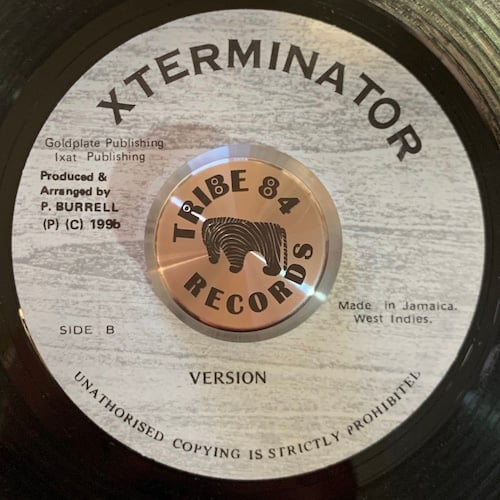 XTERMINATOR
Goldplate Publishing
Ixat Publishing
Produced &
Arranged by
P. BURRELL
(P) (C) 1996
TRIBE 84
RECORDS
Made in Jamaica.
West Indies.
SIDE B
VERSION
UNATHORISED COPYING IS STRICTLY PROHIBITED